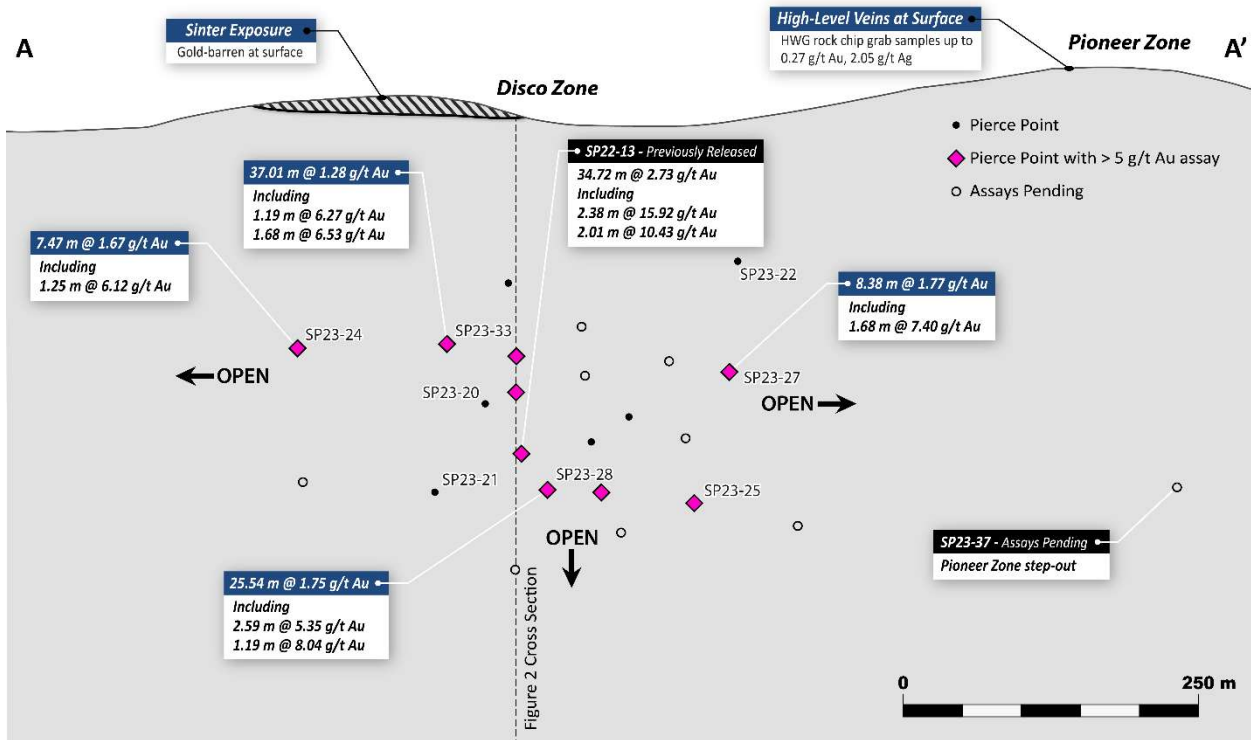 A
Sinter Exposure
Gold-barren at surface
High-Level Veins at Surface
HWG rock chip grab samples up to
0.27 g/t Au, 2.05 g/t Ag
Pioneer Zone
A’
Disco Zone
Pierce Point
Pierce Point with > 5 g/t Au assay
Assays Pending
SP22-13 - Previously Released
34.72 m @ 2.73 g/t Au
Including
2.38 m @ 15.92 g/t Au
2.01 m @ 10.43 g/t Au
37.01 m @ 1.28 g/t Au
Including
1.19 m @ 6.27 g/t Au
1.68 m @ 6.53 g/t Au
7.47 m @ 1.67 g/t Au
Including
1.25 m @ 6.12 g/t Au
SP23-22
8.38 m @ 1.77 g/t Au
Including
1.68 m @ 7.40 g/t Au
SP23-24
SP23-33
SP23-27
OPEN
SP23-20
OPEN
SP23-21
SP23-28
SP23-25
OPEN
SP23-37 - Assays Pending
Pioneer Zone step-out
25.54 m @ 1.75 g/t Au
Including
2.59 m @ 5.35 g/t Au
1.19 m @ 8.04 g/t Au
Figure 2 Cross Section
0
250 m